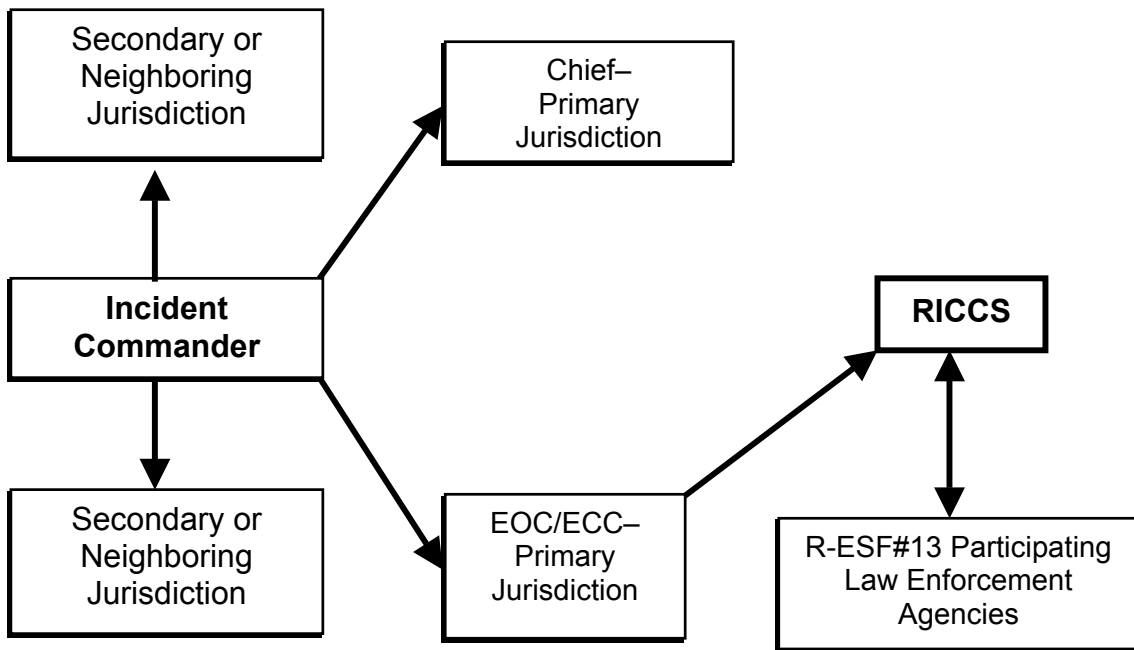 Secondary or
Neighboring
Jurisdiction
Chief–
Primary
Jurisdiction
Incident
Commander
RICCS
Secondary or
Neighboring
Jurisdiction
EOC/ECC–
Primary
Jurisdiction
R-ESF#13 Participating
Law Enforcement
Agencies